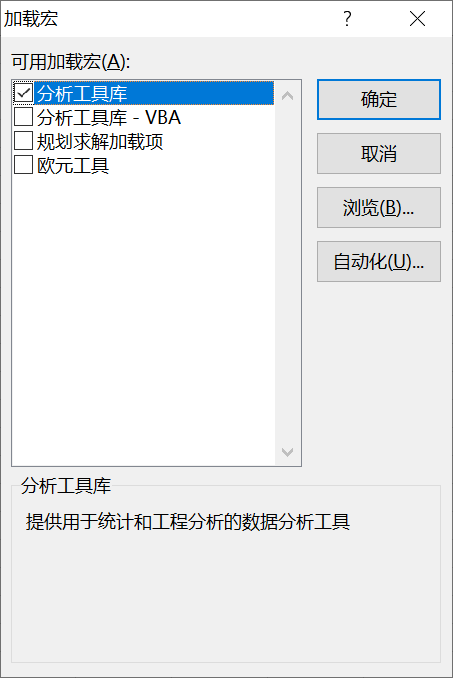 加载宏
?
可用加载宏(A):
分析工具库
分析工具库 - VBA
规划求解加载项
欧元工具
确定
取消
浏览(B)...
自动化(U)...
分析工具库
提供用于统计和工程分析的数据分析工具